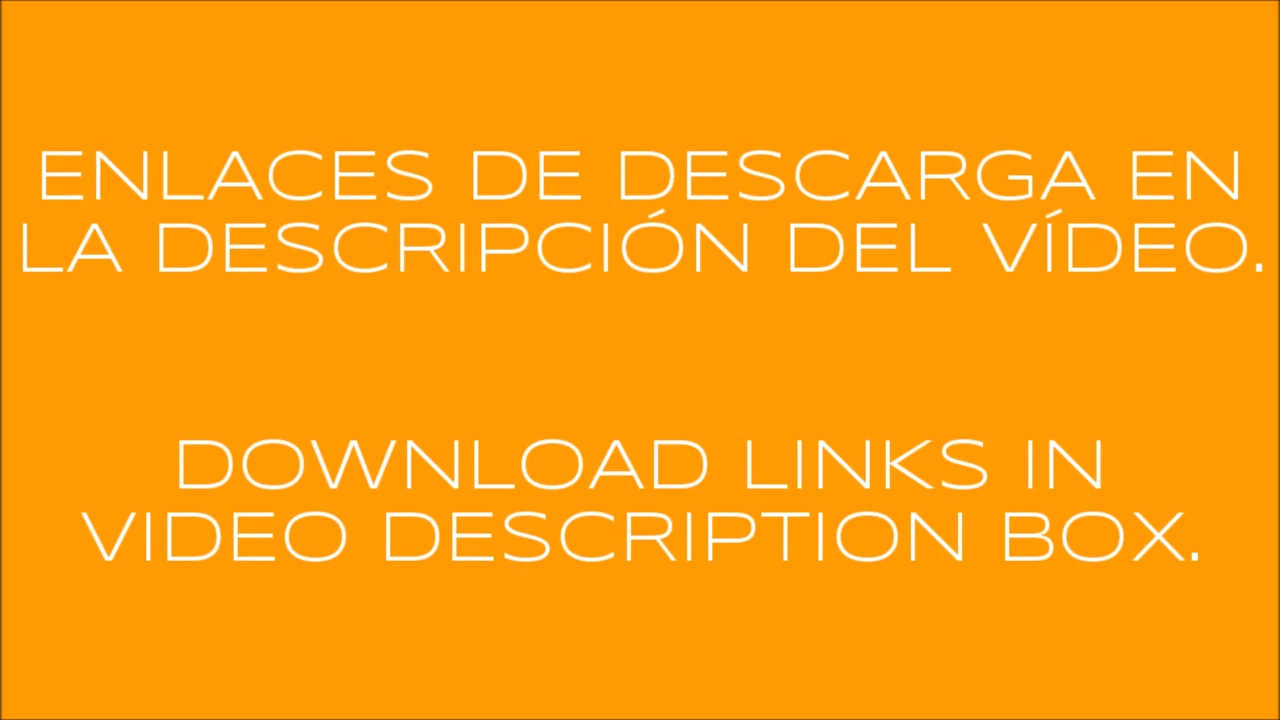 ENLACES DE DESCARGA EN
LA DESCRIPCIÓN DEL VÍDEO.
DOWNLOAD LINKS IN
VIDEO DESCRIPTION BOX.